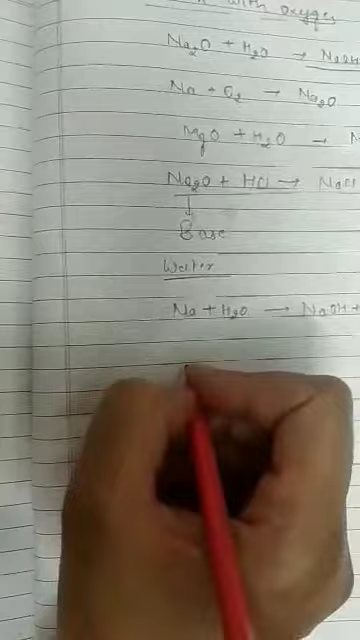 with oxygen
Na₂O + H₂O → NaOH
Na + O₂ → Na₂O
MgO + H₂O → M
Na₂O + HCl → NaCl
↓
Base
Water
Na + H₂O → NaOH +